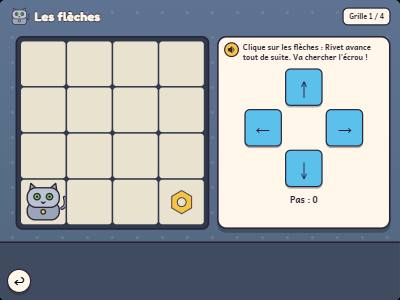 Les flèches
Grille 1 / 4
Clique sur les flèches : Rivet avance
tout de suite. Va chercher l'écrou !
↑
← →
↓
Pas : 0